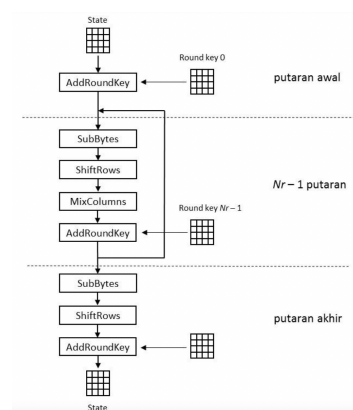 State
Round key 0
AddRoundKey
putaran awal
SubBytes
ShiftRows
Nr – 1 putaran
MixColumns
Round key Nr – 1
AddRoundKey
SubBytes
ShiftRows
putaran akhir
AddRoundKey
State